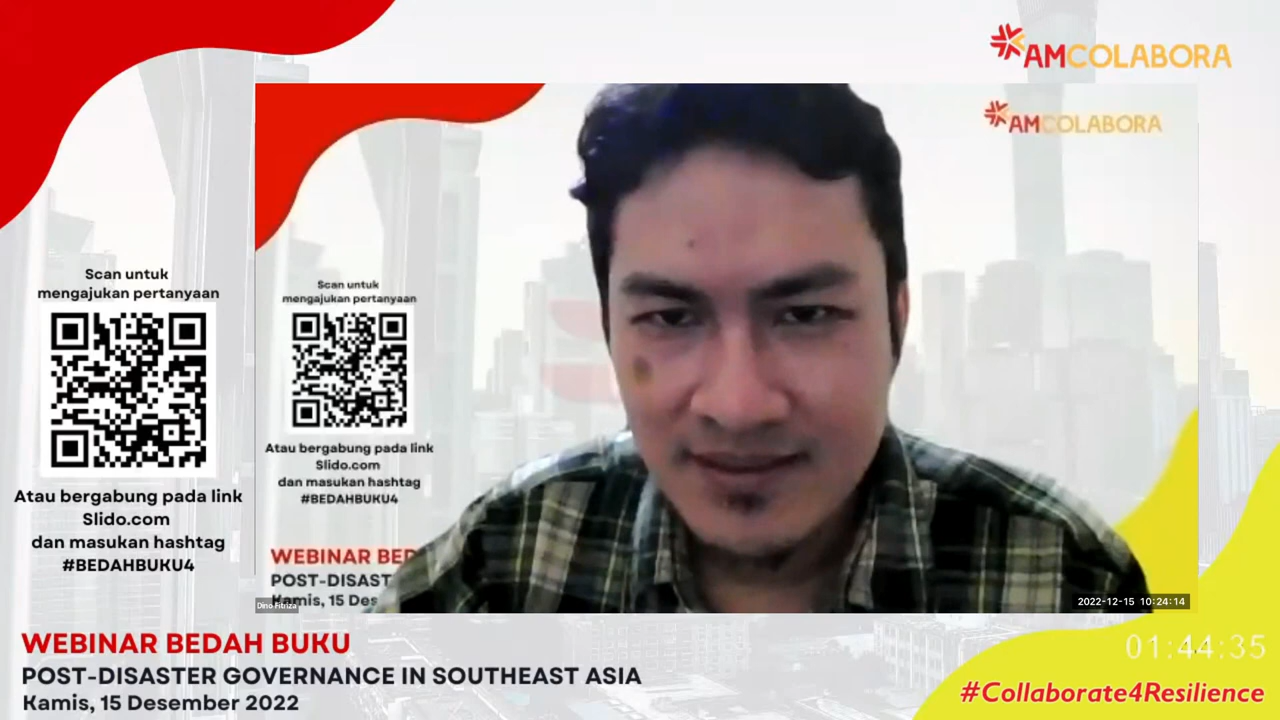 AMCOLABORA
AMCOLABORA
Scan untuk
mengajukan pertanyaan
Atau bergabung pada link
Slido.com
dan masukan hashtag
#BEDAHBUKU4
Scan untuk
mengajukan pertanyaan
Atau bergabung pada link
Slido.com
dan masukan hashtag
#BEDAHBUKU4
WEBINAR BED
POST-DISAST
Kamis, 15 Des
Dino Fitriza
2022-12-15 10:24:14
WEBINAR BEDAH BUKU
POST-DISASTER GOVERNANCE IN SOUTHEAST ASIA
Kamis, 15 Desember 2022
01:44:35
#Collaborate4Resilience